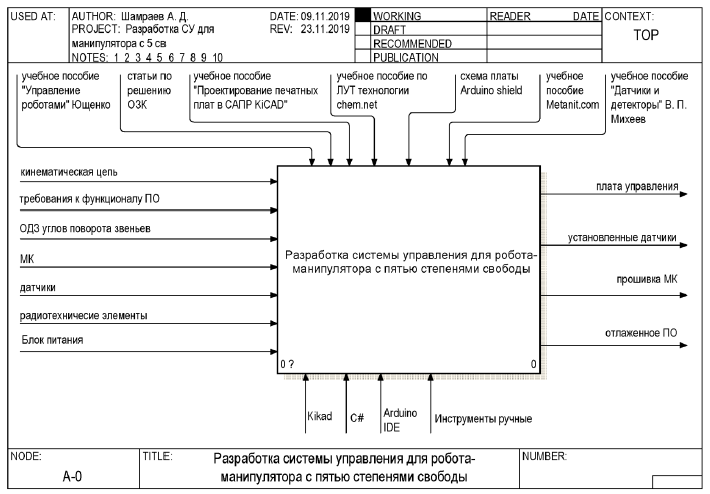 USED AT:
AUTHOR: Шамраев А. Д.
DATE: 09.11.2019
PROJECT: Разработка СУ для
манипулятора с 5 св
REV: 23.11.2019
NOTES: 1 2 3 4 5 6 7 8 9 10
WORKING
DRAFT
RECOMMENDED
PUBLICATION
READER
DATE
CONTEXT:
TOP
учебное пособие
"Управление
роботами" Ющенко
статьи по
решению
ОЗК
учебное пособие
"Проектирование печатных
плат в САПР KiCAD"
учебное пособие по
ЛУТ технологии
chem.net
схема платы
Arduino shield
учебное
пособие
Metanit.com
учебное пособие
"Датчики и
детекторы" В. П.
Михеев
кинематическая цепь
требования к функционалу ПО
ОДЗ углов поворота звеньев
МК
датчики
радиотехничесие элементы
Блок питания
Разработка системы управления для робота-
манипулятора с пятью степенями свободы
0 ?
0
плата управления
установленные датчики
прошивка МК
отлаженное ПО
Kikad
C#
Arduino
IDE
Инструменты ручные
NODE:
A-0
TITLE:
Разработка системы управления для робота-
манипулятора с пятью степенями свободы
NUMBER: